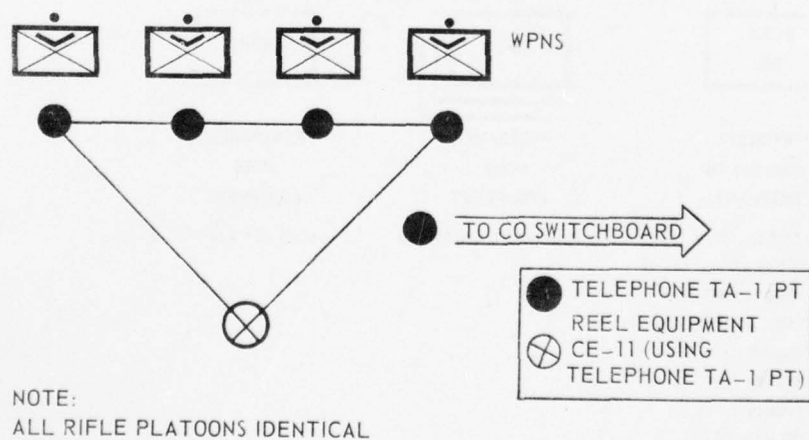 WPNS
TO CO SWITCHBOARD
TELEPHONE TA-1/PT
REEL EQUIPMENT
CE-11 (USING
TELEPHONE TA-1/PT)
NOTE:
ALL RIFLE PLATOONS IDENTICAL